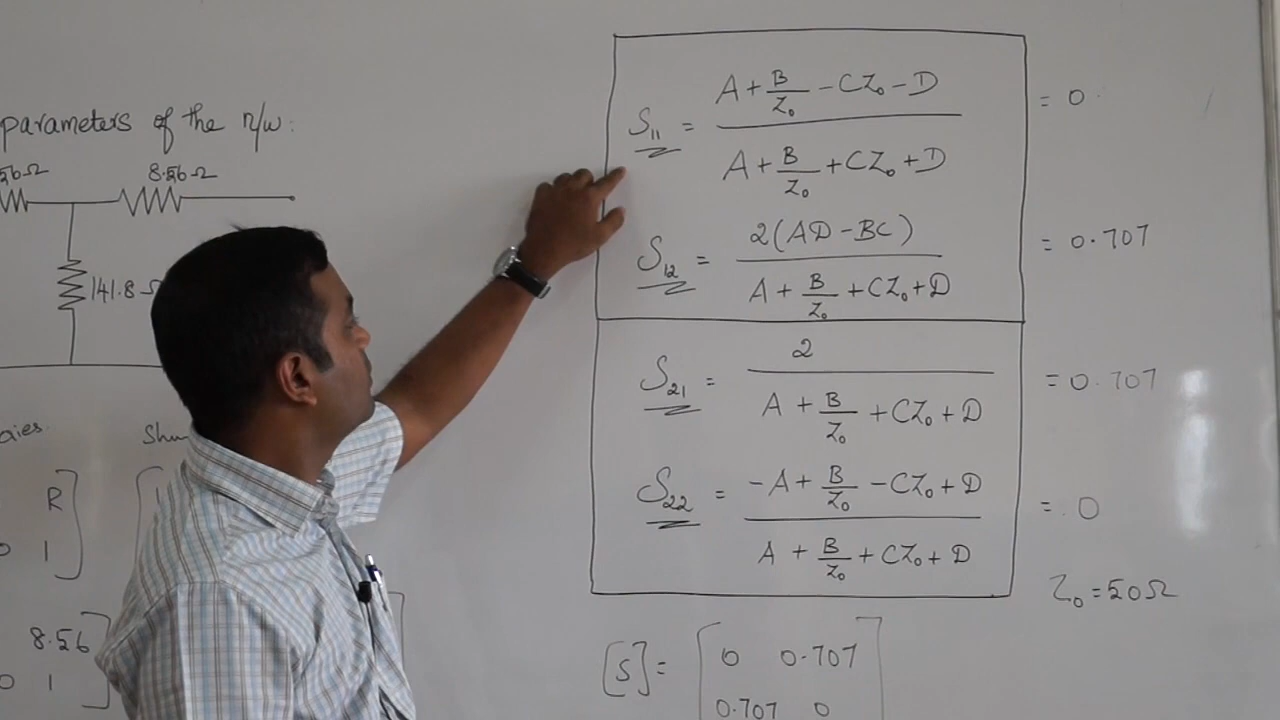 parameters of the n/w:
56Ω 8.56Ω
141.8Ω
Shu
R
0 1
8.56
0 1
S₁₁ = (A + B/Z₀ - CZ₀ - D) / (A + B/Z₀ + CZ₀ + D) = 0
S₁₂ = 2(AD - BC) / (A + B/Z₀ + CZ₀ + D) = 0.707
S₂₁ = 2 / (A + B/Z₀ + CZ₀ + D) = 0.707
S₂₂ = (-A + B/Z₀ - CZ₀ + D) / (A + B/Z₀ + CZ₀ + D) = 0
Z₀ = 50Ω
[S] = [0 0.707
0.707 0